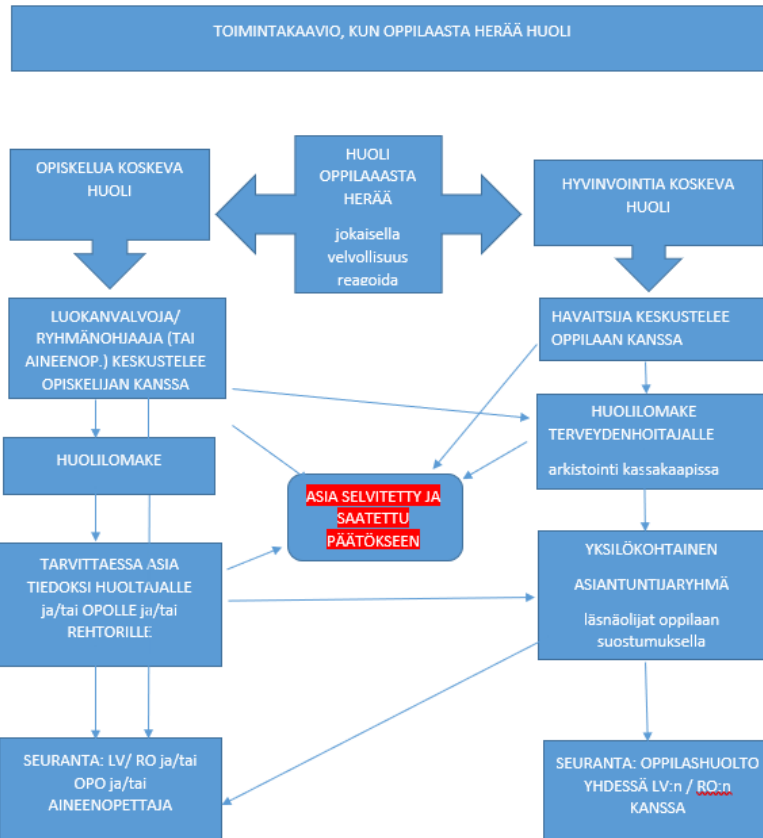 TOIMINTAKAAVIO, KUN OPPILAASTA HERÄÄ HUOLI
OPISKELUA KOSKEVA
HUOLI
HUOLI
OPPILAAASTA
HERÄÄ
jokaisella
velvollisuus
reagoida
HYVINVOINTIA KOSKEVA
HUOLI
LUOKANVALVOJA/
RYHMÄNOHJAAJA (TAI
AINEENOP.) KESKUSTELEE
OPISKELIJAN KANSSA
HAVAITSIJA KESKUSTELEE
OPPILAAN KANSSA
HUOLILOMAKE
HUOLILOMAKE
TERVEYDENHOITAJALLE
arkistointi kassakaapissa
ASIA SELVITETTY JA
SAATETTU
PÄÄTÖKSEEN
TARVITTAESSA ASIA
TIEDOKSI HUOLTAJALLE
ja/tai OPOLLE ja/tai
REHTORILLE
YKSILÖKOHTAINEN
ASIANTUNTIJARYHMÄ
läsnäolijat oppilaan
suostumuksella
SEURANTA: LV/ RO ja/tai
OPO ja/tai
AINEENOPETTAJA
SEURANTA: OPPILASHUOLTO
YHDESSÄ LV:n / RO:n
KANSSA